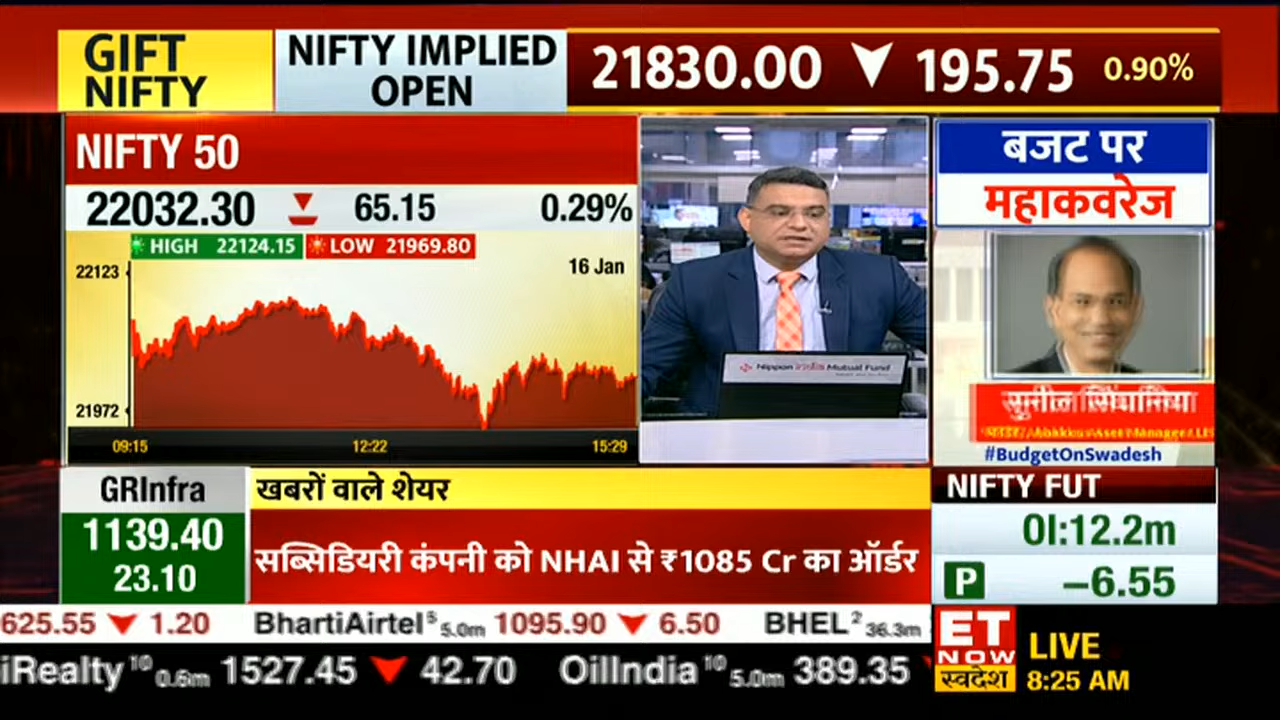 GIFT
NIFTY
NIFTY IMPLIED
OPEN
21830.00 ▼ 195.75 0.90%
NIFTY 50
22032.30 ▼ 65.15 0.29%
HIGH 22124.15 LOW 21969.80
16 Jan
22123
21972
09:15 12:22 15:29
Nippon India Mutual Fund
बजट पर
महाकवरेज
सुनील सिंघानिया
#BudgetOnSwadesh
GRInfra
1139.40
23.10
खबरों वाले शेयर
सब्सिडियरी कंपनी को NHAI से ₹1085 Cr का ऑर्डर
NIFTY FUT
OI:12.2m
P –6.55
625.55 ▼ 1.20 BhartiAirtel 5 5.0m 1095.90 ▼ 6.50 BHEL 2 36.3m
iRealty 10 0.6m 1527.45 ▼ 42.70 OilIndia 10 5.0m 389.35
ET
NOW
स्वदेश
LIVE
8:25 AM